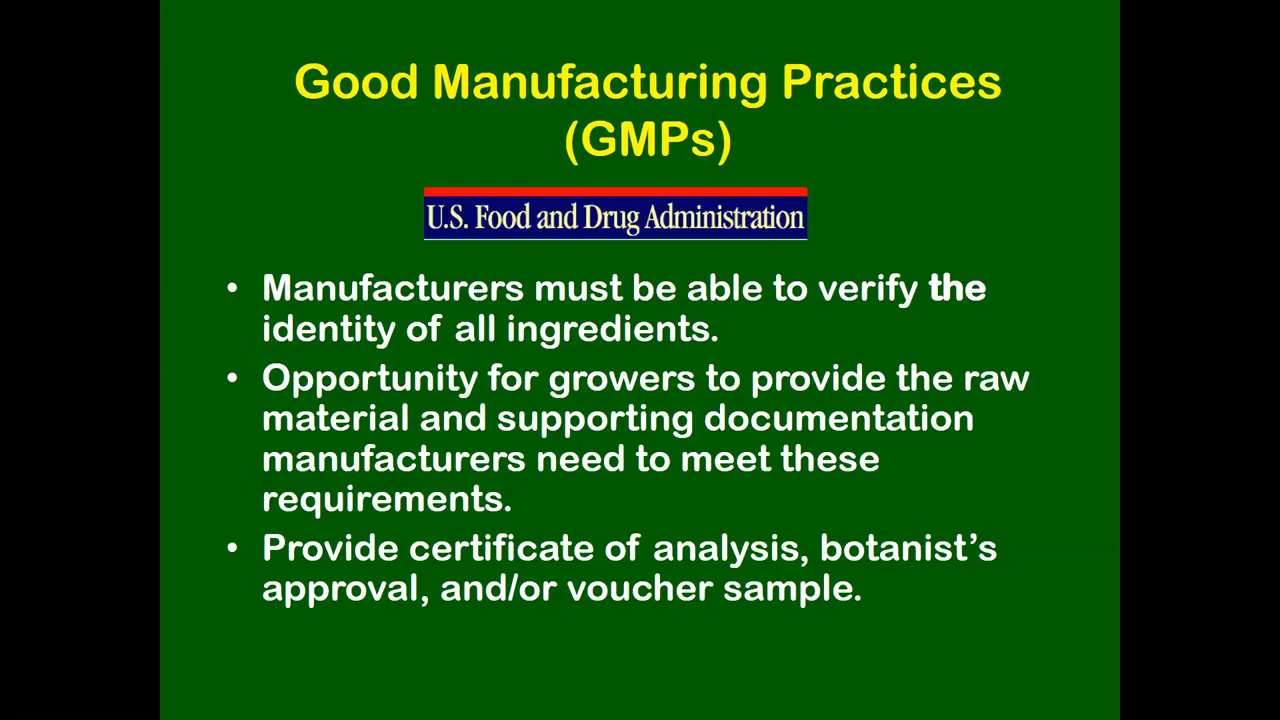 Good Manufacturing Practices
(GMPs)
U.S. Food and Drug Administration
• Manufacturers must be able to verify the
identity of all ingredients.
• Opportunity for growers to provide the raw
material and supporting documentation
manufacturers need to meet these
requirements.
• Provide certificate of analysis, botanist’s
approval, and/or voucher sample.